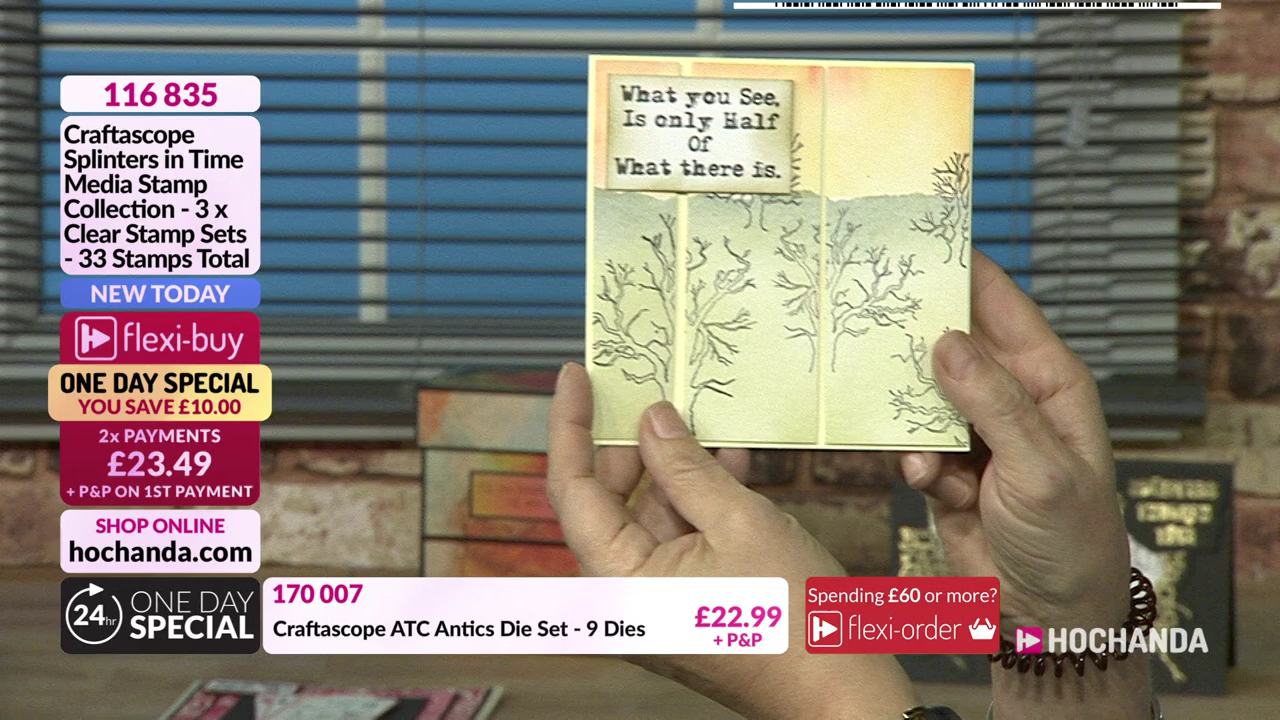 116 835
Craftascope
Splinters in Time
Media Stamp
Collection - 3 x
Clear Stamp Sets
- 33 Stamps Total
NEW TODAY
flexi-buy
ONE DAY SPECIAL
YOU SAVE £10.00
2x PAYMENTS
£23.49
+ P&P ON 1ST PAYMENT
SHOP ONLINE
hochanda.com
What you See,
Is only Half
Of
What there is.
24hr
ONE DAY
SPECIAL
170 007
Craftascope ATC Antics Die Set - 9 Dies
£22.99
+ P&P
Spending £60 or more?
flexi-order
HOCHANDA